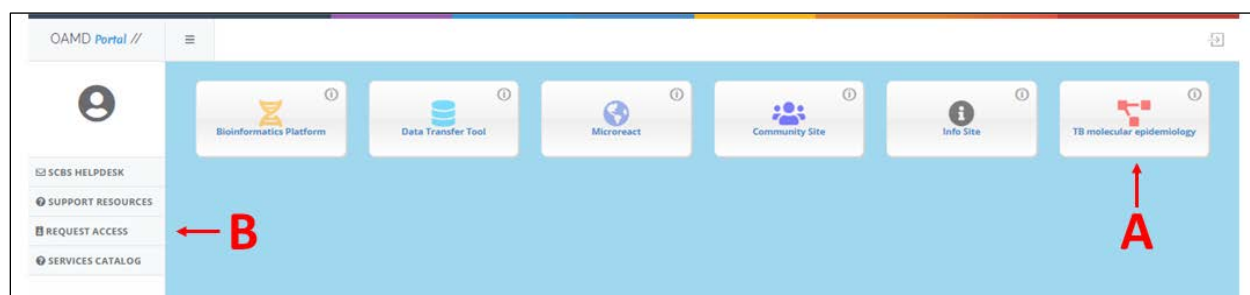 OAMD Portal //
Bioinformatics Platform
Data Transfer Tool
Microreact
Community Site
Info Site
TB molecular epidemiology
SCBS HELPDESK
SUPPORT RESOURCES
REQUEST ACCESS
SERVICES CATALOG
B
A